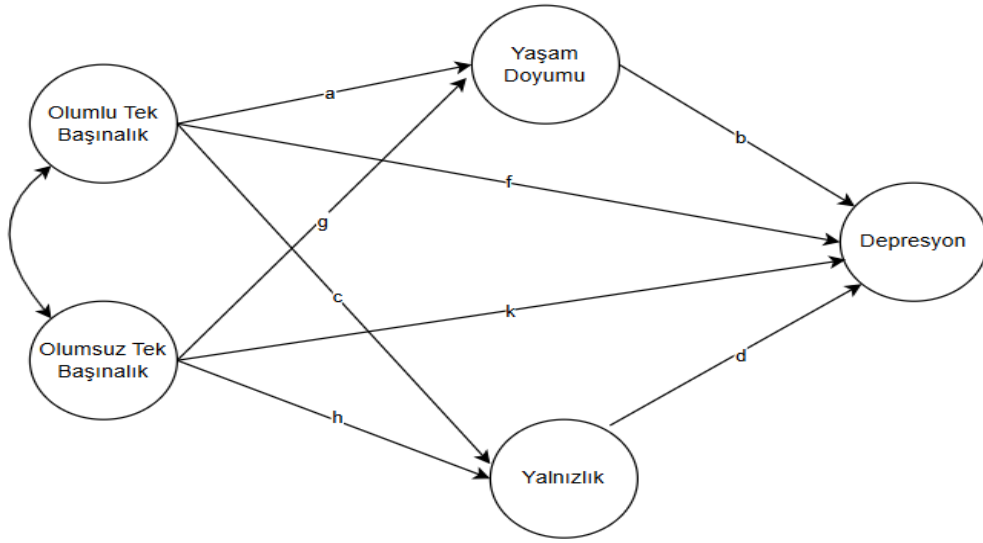 Yaşam
Doyumu
Olumlu Tek
Başınalık
a
b
f
g
Depresyon
c
k
Olumsuz Tek
Başınalık
d
h
Yalnızlık